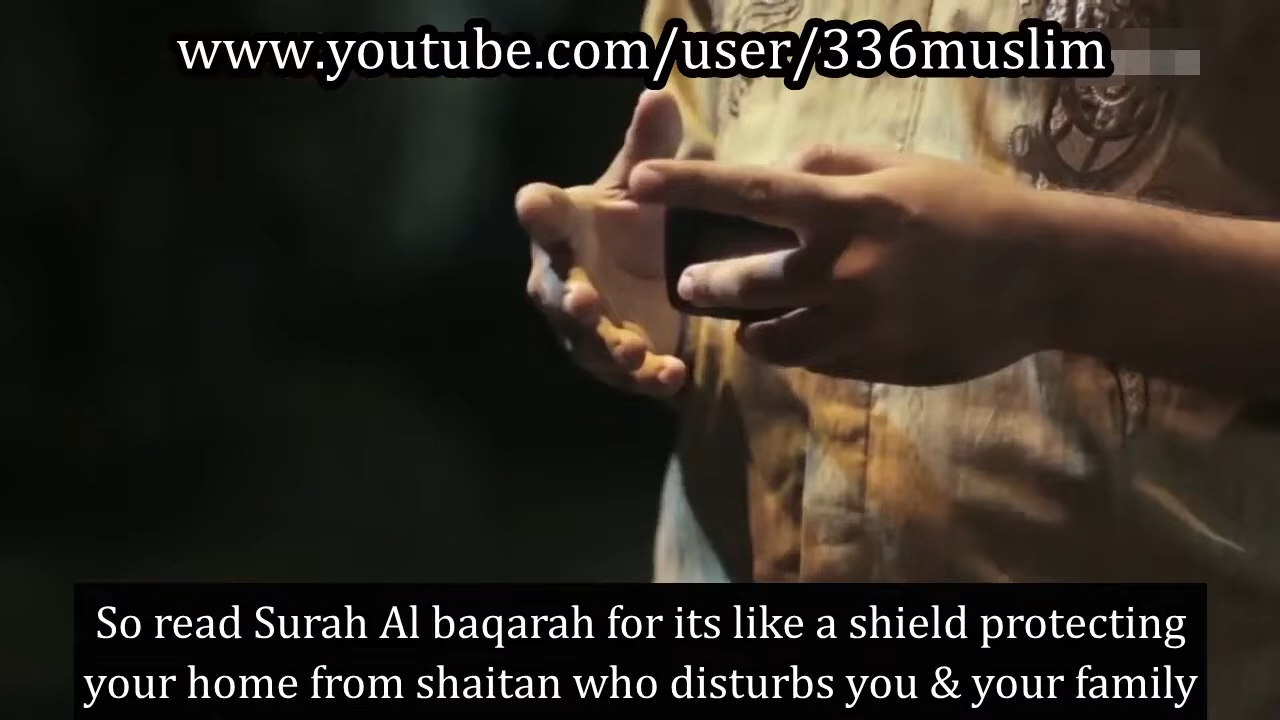 www.youtube.com/user/336muslim
So read Surah Al baqarah for its like a shield protecting
your home from shaitan who disturbs you & your family